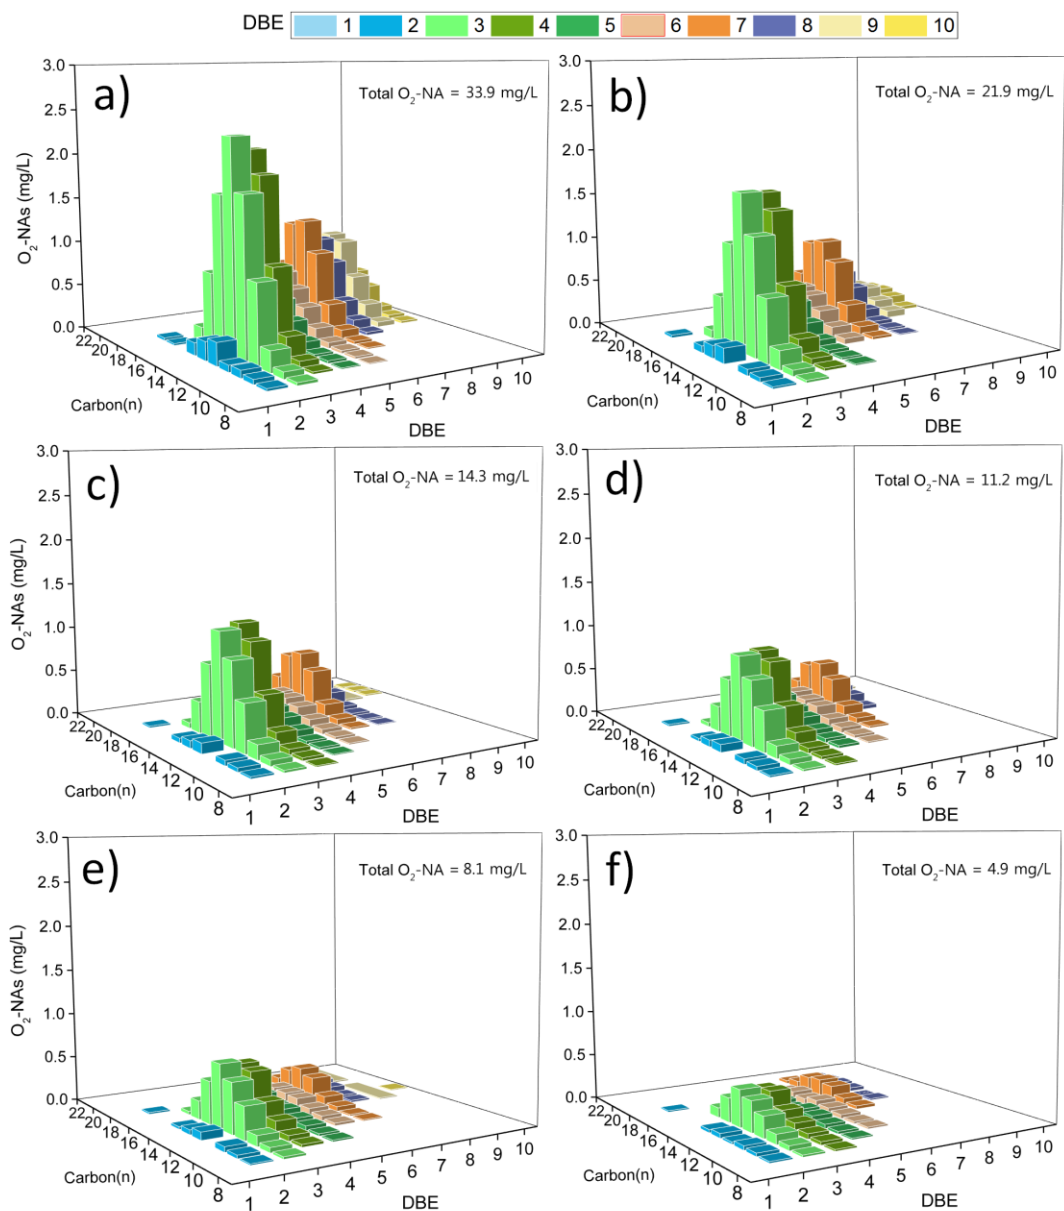 DBE 1 2 3 4 5 6 7 8 9 10
a)
Total O₂-NA = 33.9 mg/L
O₂-NAs (mg/L)
3.0
2.5
2.0
1.5
1.0
0.5
0.0
22 20 18 16 14 12 10 8
Carbon(n)
1 2 3 4 5 6 7 8 9 10
DBE
b)
Total O₂-NA = 21.9 mg/L
3.0
2.5
2.0
1.5
1.0
0.5
0.0
22 20 18 16 14 12 10 8
Carbon(n)
1 2 3 4 5 6 7 8 9 10
DBE
c)
Total O₂-NA = 14.3 mg/L
O₂-NAs (mg/L)
3.0
2.5
2.0
1.5
1.0
0.5
0.0
22 20 18 16 14 12 10 8
Carbon(n)
1 2 3 4 5 6 7 8 9 10
DBE
d)
Total O₂-NA = 11.2 mg/L
3.0
2.5
2.0
1.5
1.0
0.5
0.0
22 20 18 16 14 12 10 8
Carbon(n)
1 2 3 4 5 6 7 8 9 10
DBE
e)
Total O₂-NA = 8.1 mg/L
O₂-NAs (mg/L)
3.0
2.5
2.0
1.5
1.0
0.5
0.0
22 20 18 16 14 12 10 8
Carbon(n)
1 2 3 4 5 6 7 8 9 10
DBE
f)
Total O₂-NA = 4.9 mg/L
3.0
2.5
2.0
1.5
1.0
0.5
0.0
22 20 18 16 14 12 10 8
Carbon(n)
1 2 3 4 5 6 7 8 9 10
DBE